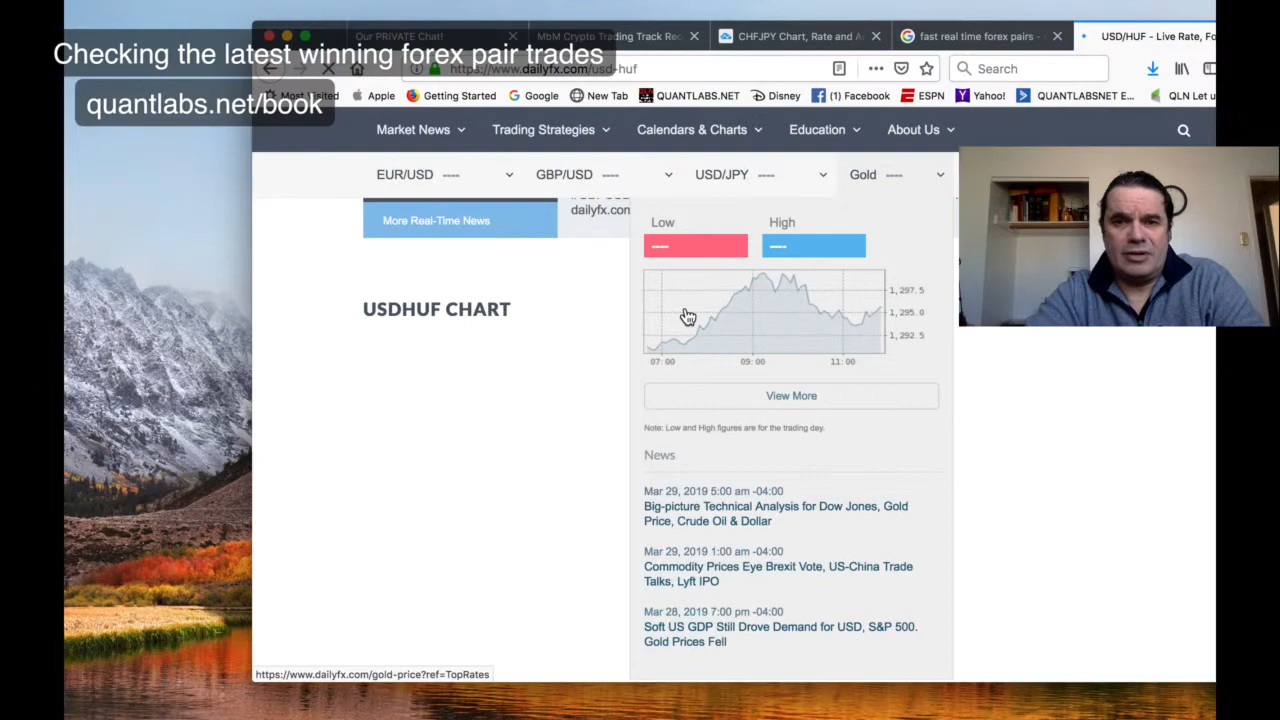 Checking the latest winning forex pair trades
quantlabs.net/book
Our PRIVATE Chat!
MbM Crypto Trading Track Rec
CHFJPY Chart, Rate and An
fast real time forex pairs -
USD/HUF - Live Rate, Fo
https://www.dailyfx.com/usd-huf
Search
Most Visited
Apple
Getting Started
Google
New Tab
QUANTLABS.NET
Disney
(1) Facebook
ESPN
Yahoo!
QUANTLABSNET E...
QLN Let u
Market News
Trading Strategies
Calendars & Charts
Education
About Us
EUR/USD ----
GBP/USD ----
USD/JPY ----
Gold ----
More Real-Time News
dailyfx.con
Low
High
----
----
USDHUF CHART
1,297.5
1,295.0
1,292.5
07:00
09:00
11:00
View More
Note: Low and High figures are for the trading day.
News
Mar 29, 2019 5:00 am -04:00
Big-picture Technical Analysis for Dow Jones, Gold
Price, Crude Oil & Dollar
Mar 29, 2019 1:00 am -04:00
Commodity Prices Eye Brexit Vote, US-China Trade
Talks, Lyft IPO
Mar 28, 2019 7:00 pm -04:00
Soft US GDP Still Drove Demand for USD, S&P 500.
Gold Prices Fell
https://www.dailyfx.com/gold-price?ref=TopRates